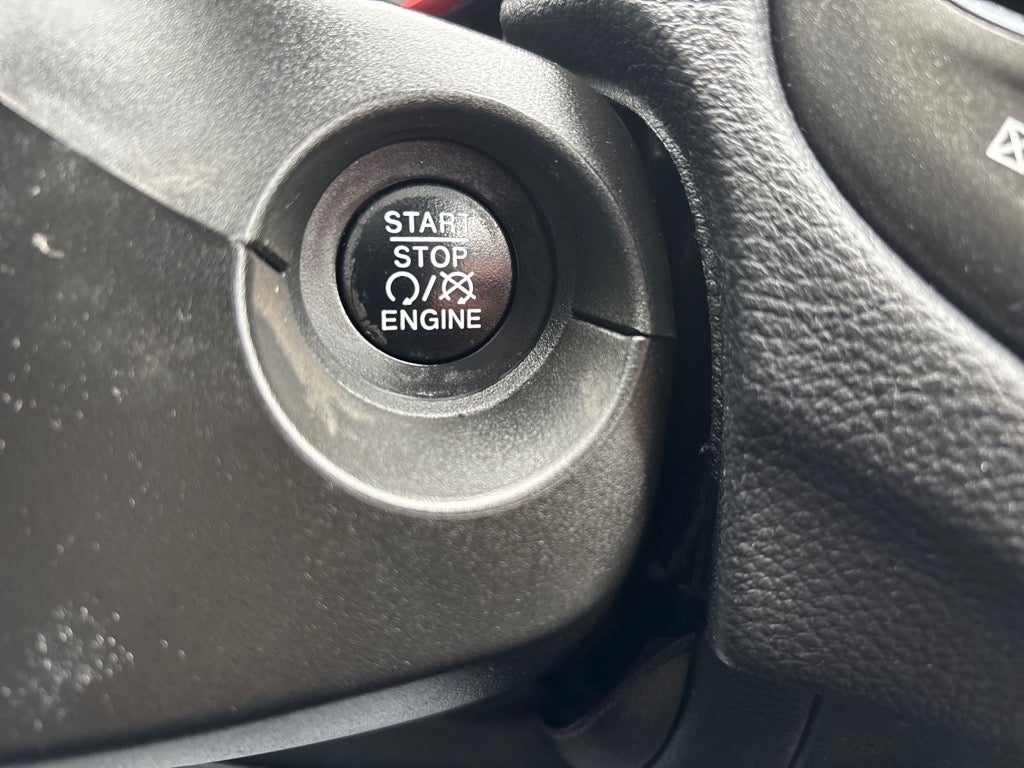 START
STOP
/
ENGINE